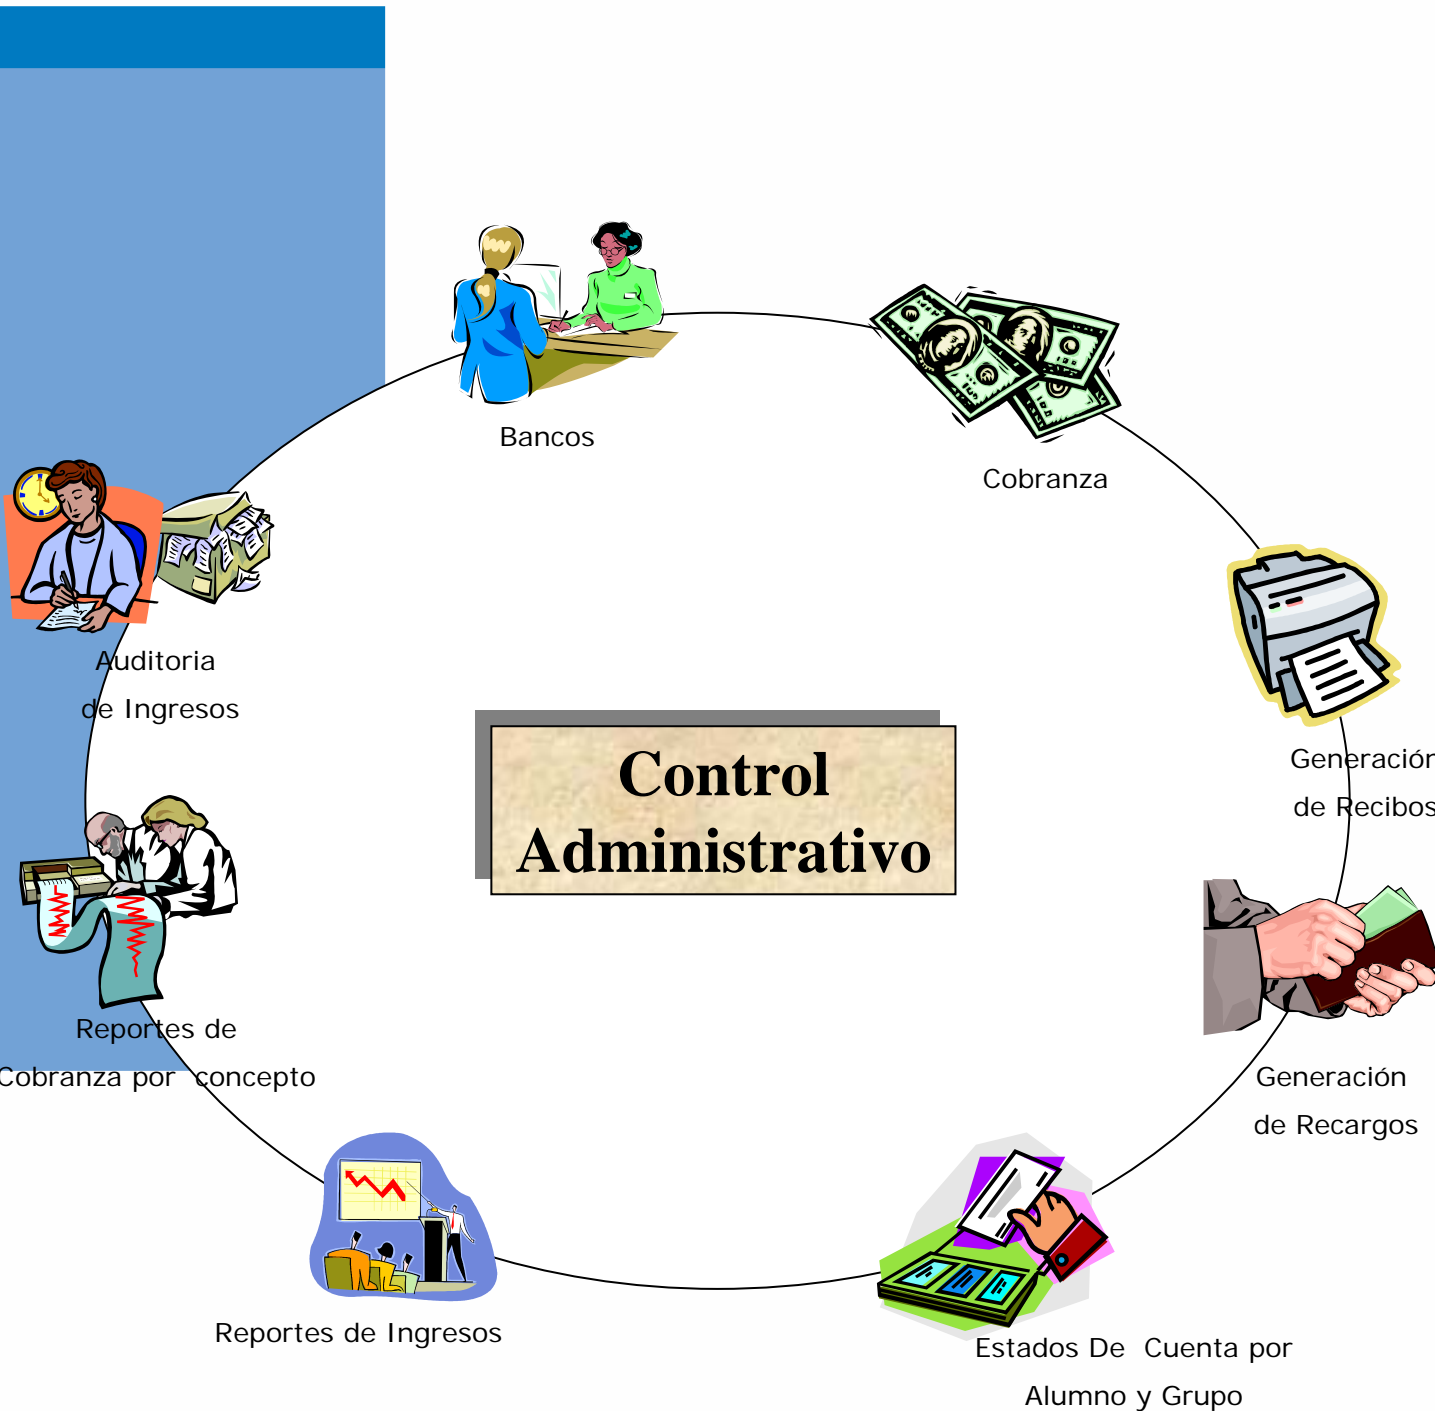 Bancos
Cobranza
Auditoria
de Ingresos
Control
Administrativo
Generación
de Recibos
Reportes de
Cobranza por concepto
Generación
de Recargos
Reportes de Ingresos
Estados De Cuenta por
Alumno y Grupo